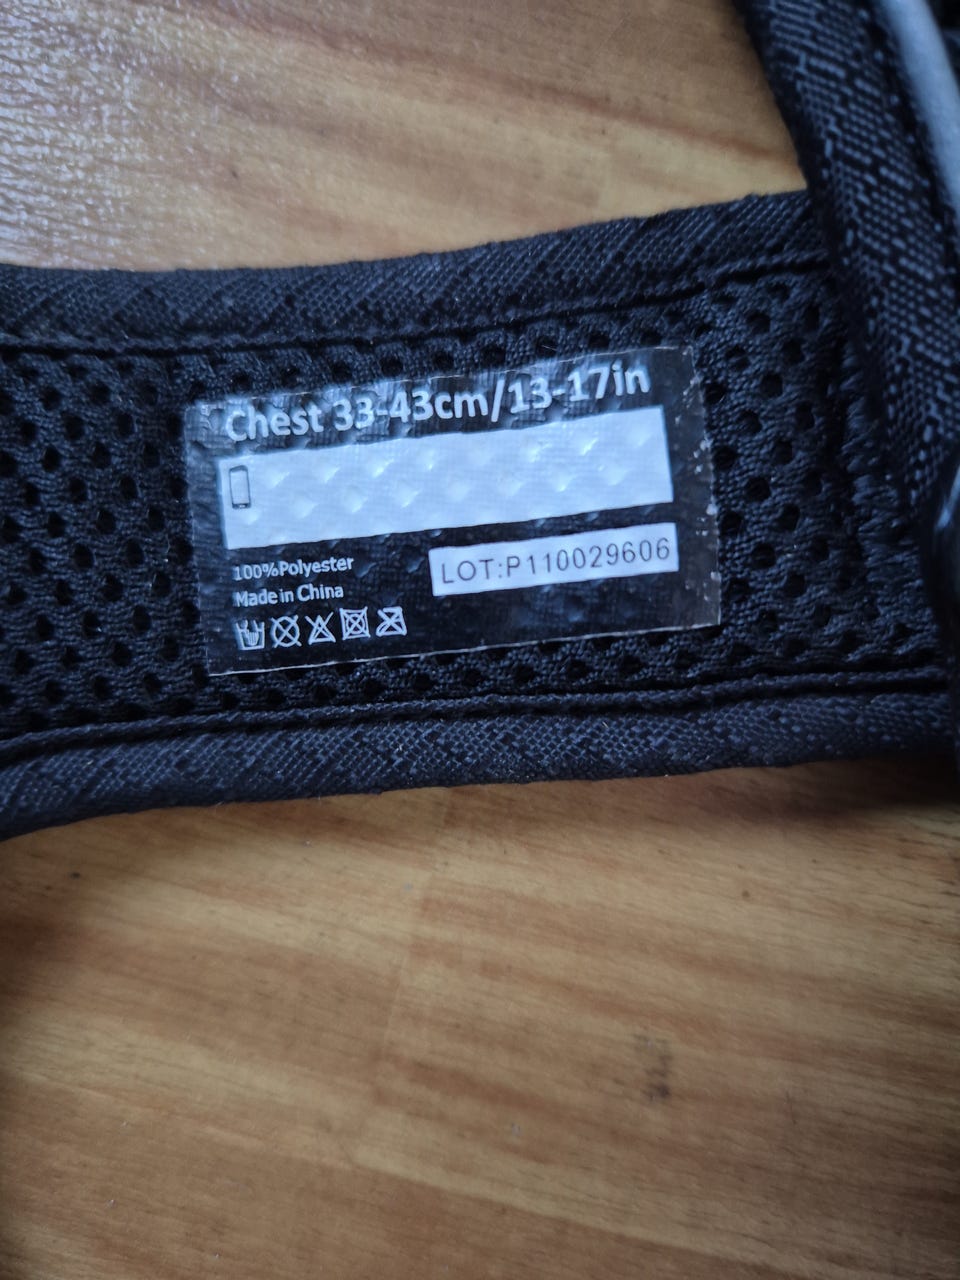 Chest 33-43cm/13-17in
100%Polyester
LOT:P110029606
Made in China